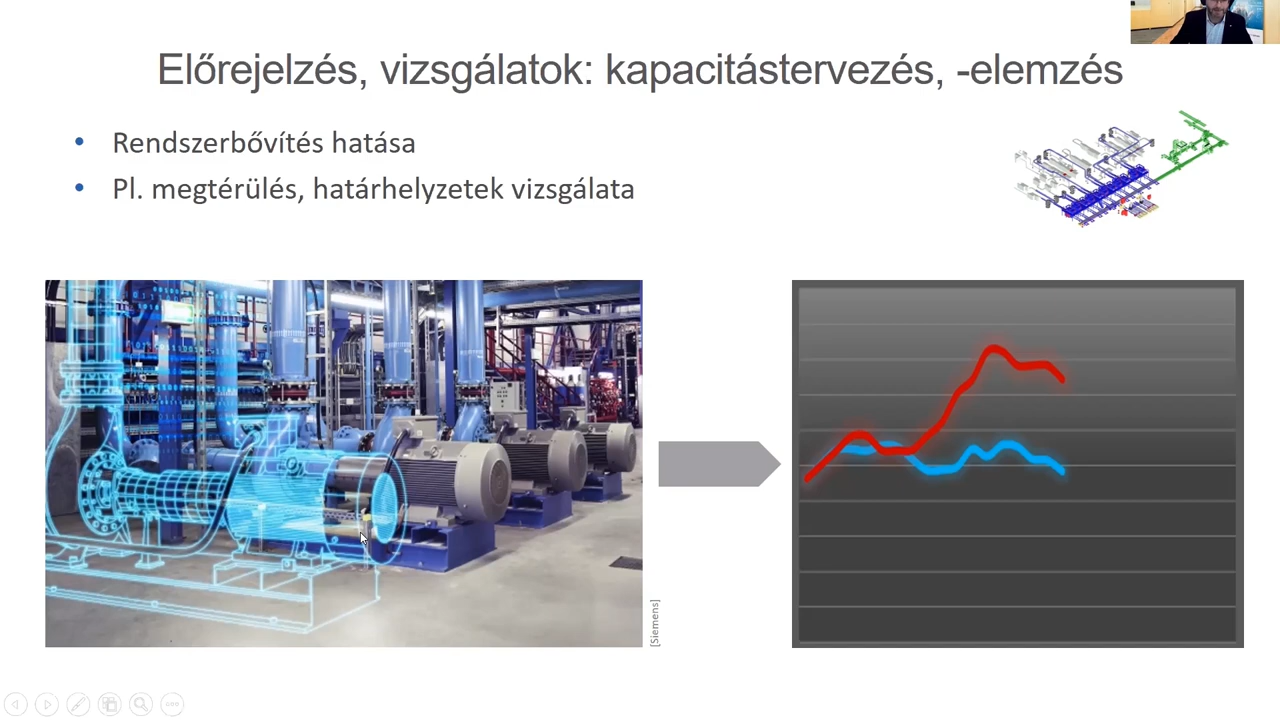 Előrejelzés, vizsgálatok: kapacitástervezés, -elemzés
• Rendszerbővítés hatása
• Pl. megtérülés, határhelyzetek vizsgálata
[Siemens]